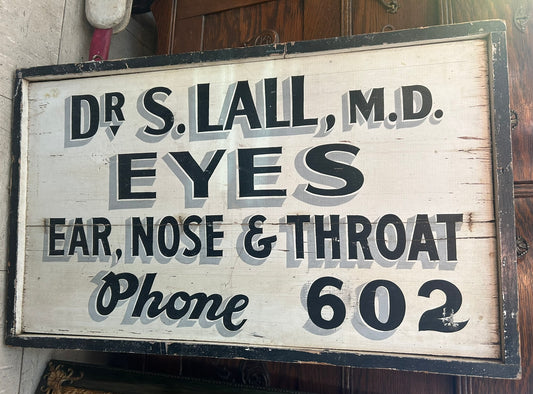 DR S. LALL, M.D.
EYES
EAR, NOSE & THROAT
Phone 602